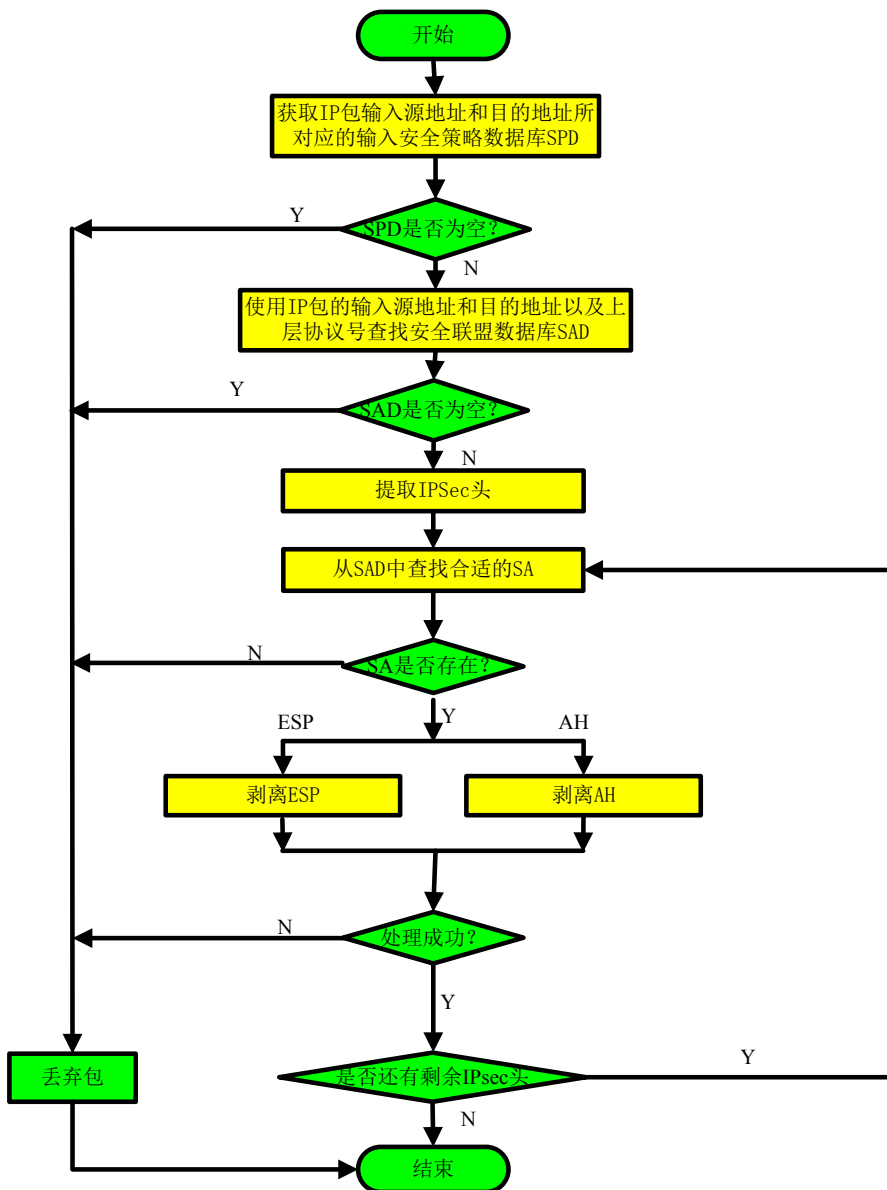 开始
获取IP包输入源地址和目的地址所
对应的输入安全策略数据库SPD
Y
SPD是否为空?
N
使用IP包的输入源地址和目的地址以及上
层协议号查找安全联盟数据库SAD
Y
SAD是否为空?
N
提取IPSec头
从SAD中查找合适的SA
N
SA是否存在?
ESP
Y
AH
剥离ESP
剥离AH
N
处理成功?
Y
丢弃包
是否还有剩余IPsec头
Y
N
结束